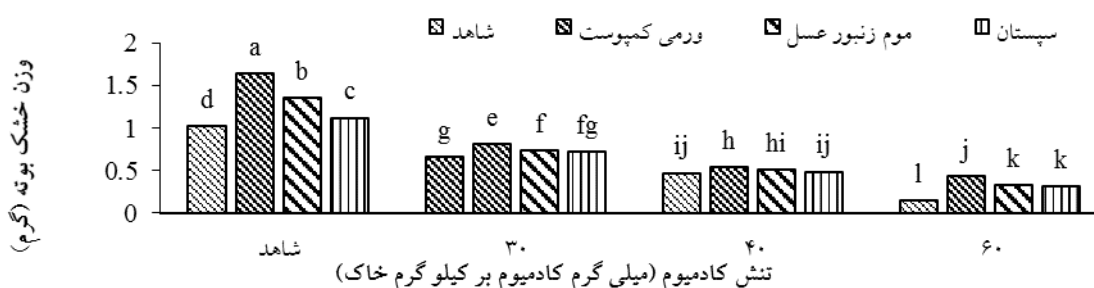 شاهد ورمی کمپوست موم زنبور عسل سپستان
وزن خشک بوته (گرم)
2
1.5
1
0.5
0
d a b c
g e f fg
ij h hi ij
l j k k
شاهد ۳۰ ۴۰ ۶۰
تنش کادمیوم (میلی گرم کادمیوم بر کیلو گرم خاک)